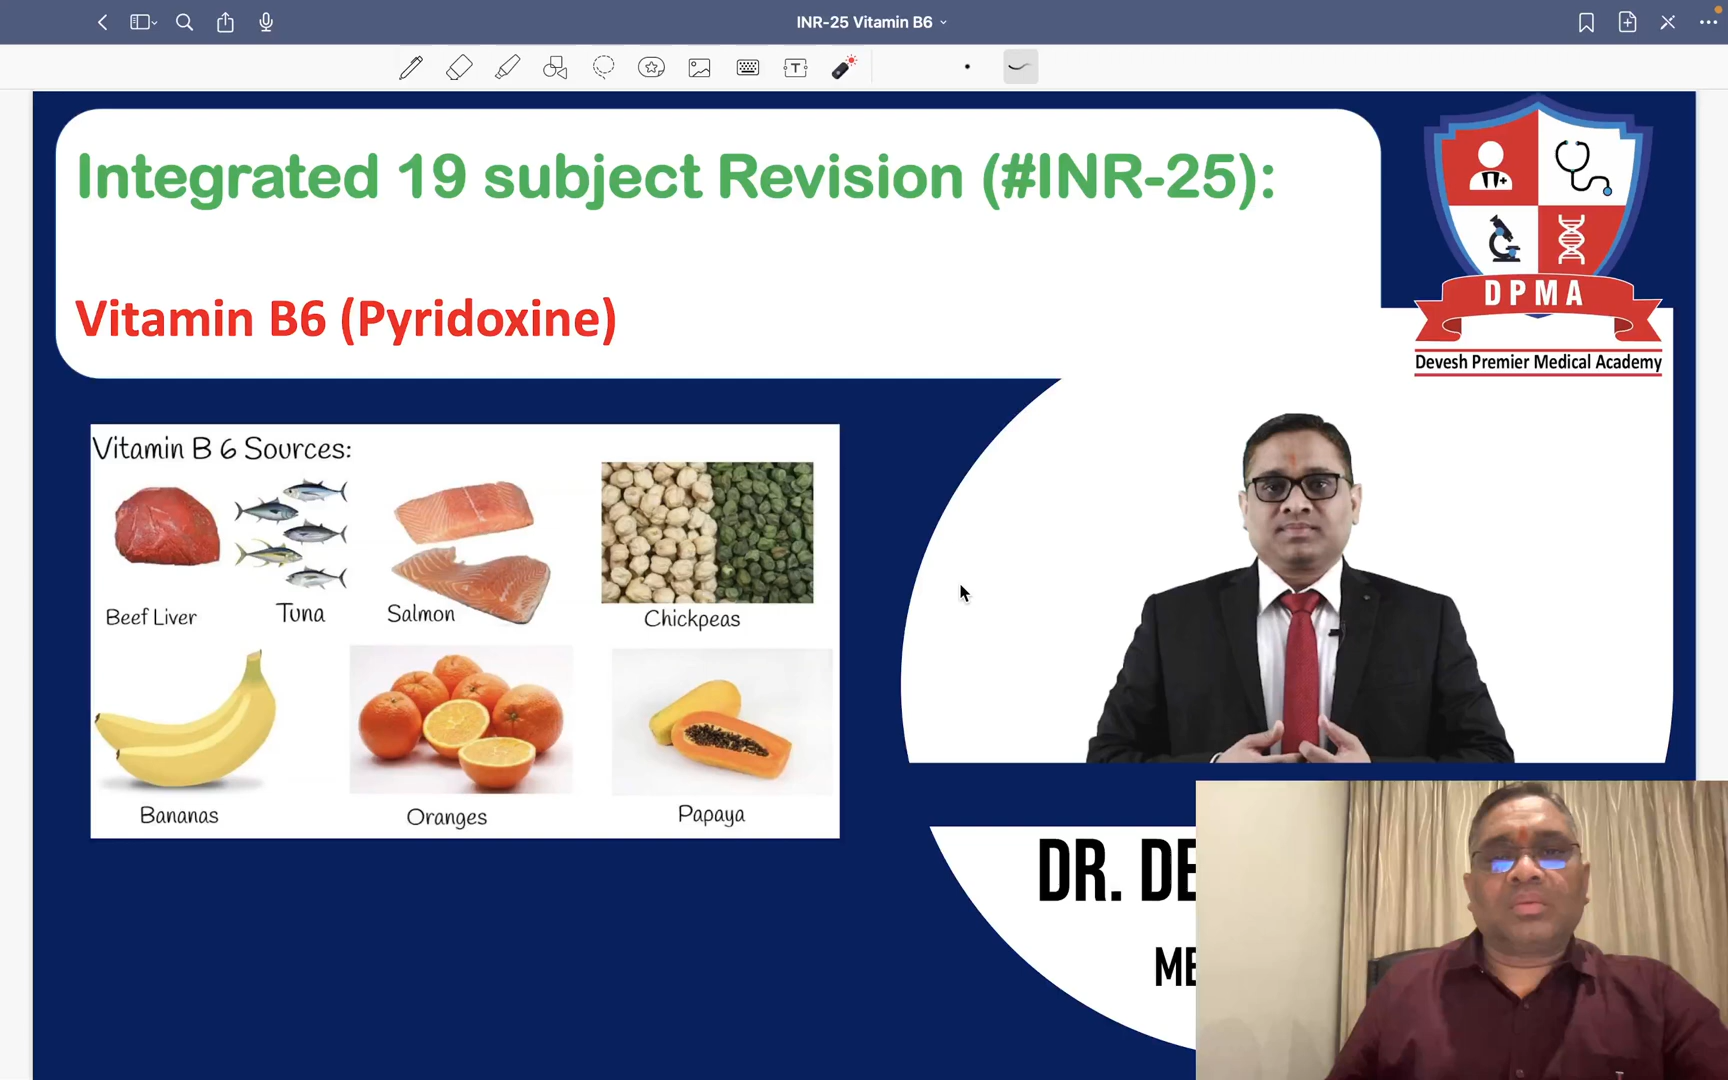 INR-25 Vitamin B6
Integrated 19 subject Revision (#INR-25):
Vitamin B6 (Pyridoxine)
DPMA
Devesh Premier Medical Academy
Vitamin B 6 Sources:
Beef Liver
Tuna
Salmon
Chickpeas
Bananas
Oranges
Papaya
DR. DE